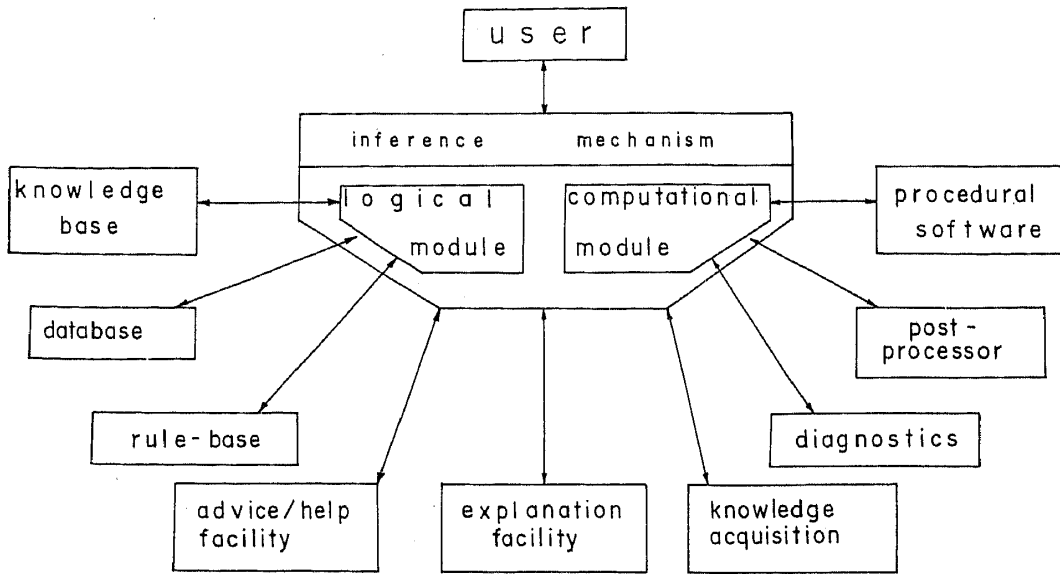 user
inference mechanism
knowledge
base
logical
module
computational
module
procedural
software
database
post-
processor
rule-base
diagnostics
advice/help
facility
explanation
facility
knowledge
acquisition